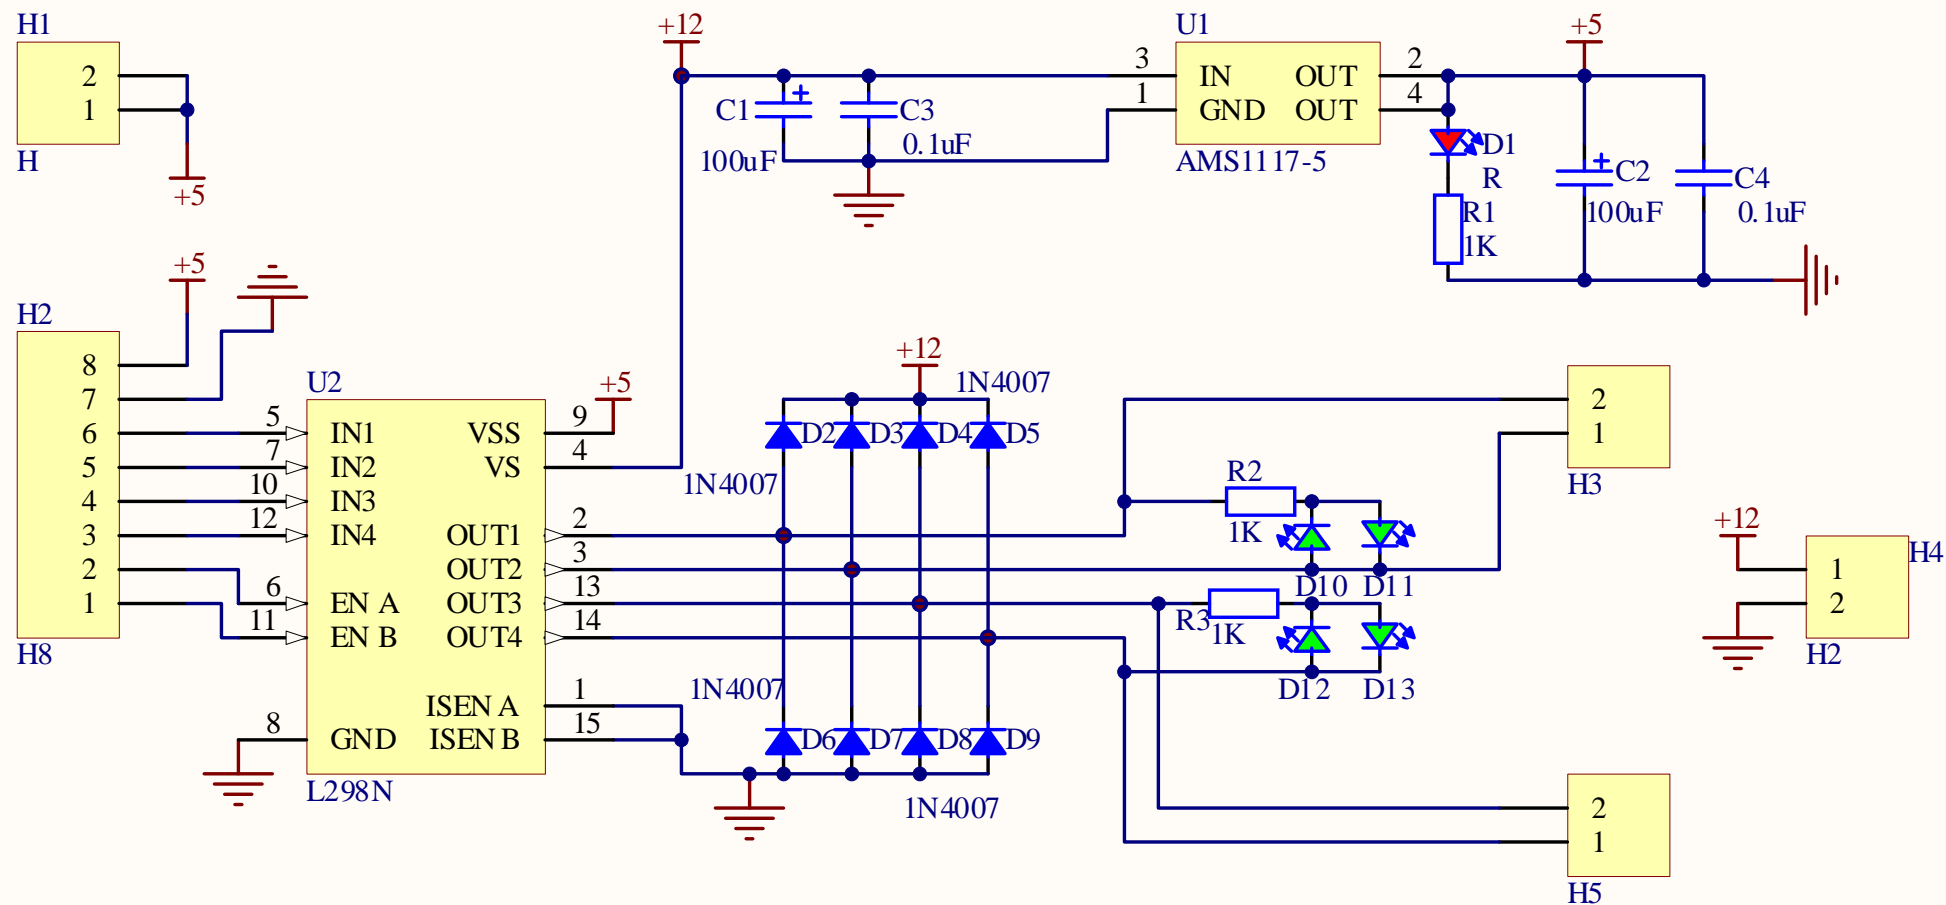 H1
2
1
H
+5
+12
C1
100uF
C3
0.1uF
U1
3
1
IN
GND
OUT
OUT
2
4
AMS1117-5
+5
D1
R
R1
1K
C2
100uF
C4
0.1uF
+5
H2
8
7
6
5
4
3
2
1
H8
U2
5
7
10
12
6
11
8
IN1
IN2
IN3
IN4
EN A
EN B
GND
VSS
VS
OUT1
OUT2
OUT3
OUT4
ISEN A
ISEN B
9
4
2
3
13
14
1
15
L298N
+5
+12
1N4007
D2
D3
D4
D5
1N4007
1N4007
D6
D7
D8
D9
1N4007
R2
1K
D10
D11
R3
1K
D12
D13
2
1
H3
+12
H4
1
2
H2
2
1
H5